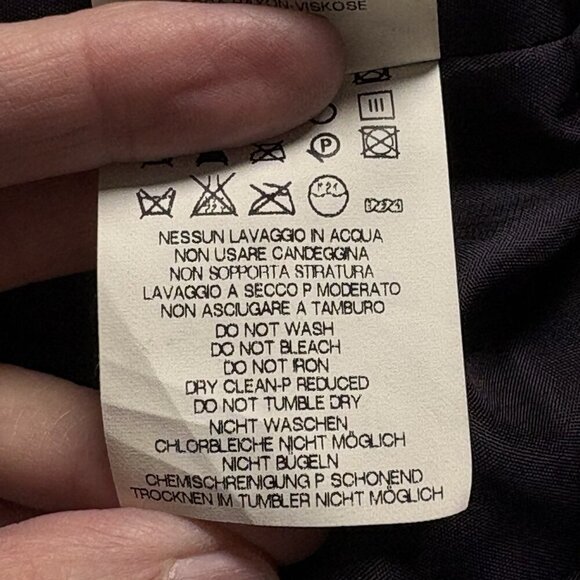 RAYON-VISKOSE
P
NESSUN LAVAGGIO IN ACQUA
NON USARE CANDEGGINA
NON SOPPORTA STIRATURA
LAVAGGIO A SECCO P MODERATO
NON ASCIUGARE A TAMBURO
DO NOT WASH
DO NOT BLEACH
DO NOT IRON
DRY CLEAN-P REDUCED
DO NOT TUMBLE DRY
NICHT WASCHEN
CHLORBLEICHE NICHT MÖGLICH
NICHT BÜGELN
CHEMISCHREINIGUNG P SCHONEND
TROCKNEN IM TUMBLER NICHT MÖGLICH